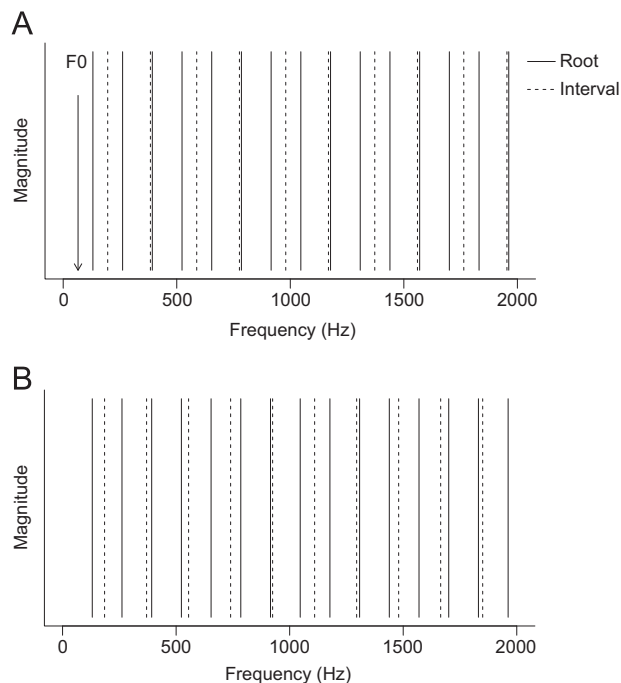 A
F0
Root
Interval
Magnitude
0 500 1000 1500 2000
Frequency (Hz)
B
Magnitude
0 500 1000 1500 2000
Frequency (Hz)